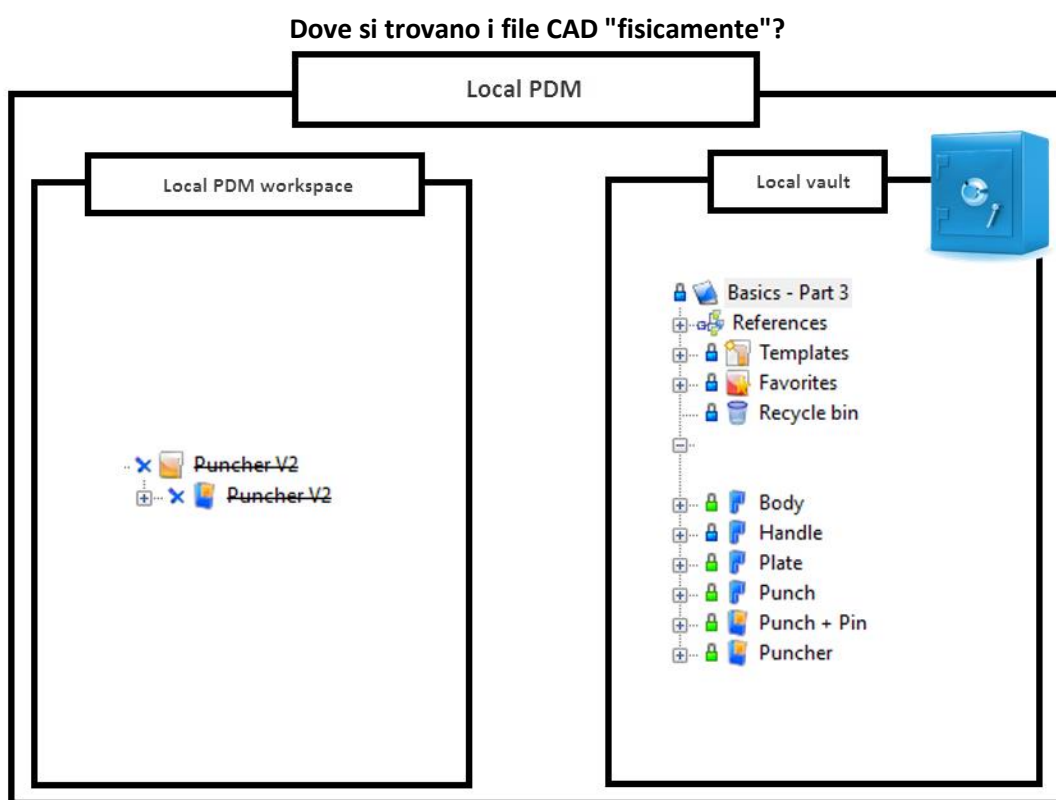 Dove si trovano i file CAD "fisicamente"?
Local PDM
Local PDM workspace
Puncher V2
Puncher V2
Local vault
Basics - Part 3
References
Templates
Favorites
Recycle bin
Body
Handle
Plate
Punch
Punch + Pin
Puncher